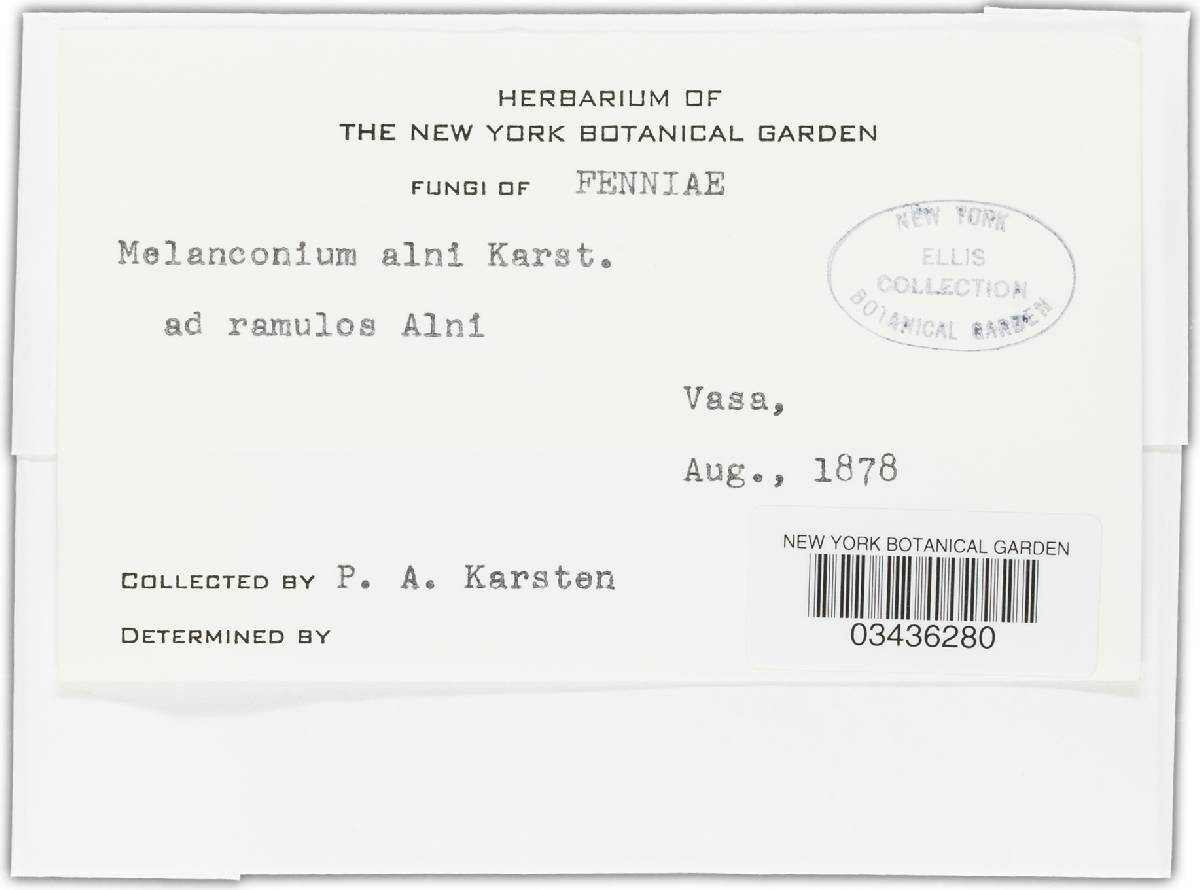 HERBARIUM OF
THE NEW YORK BOTANICAL GARDEN
FUNGI OF FENNIAE
Melanconium alni Karst.
ad ramulos Alni
NEW YORK
ELLIS
COLLECTION
BOTANICAL GARDEN
Vasa,
Aug., 1878
NEW YORK BOTANICAL GARDEN
03436280
COLLECTED BY P. A. Karsten
DETERMINED BY